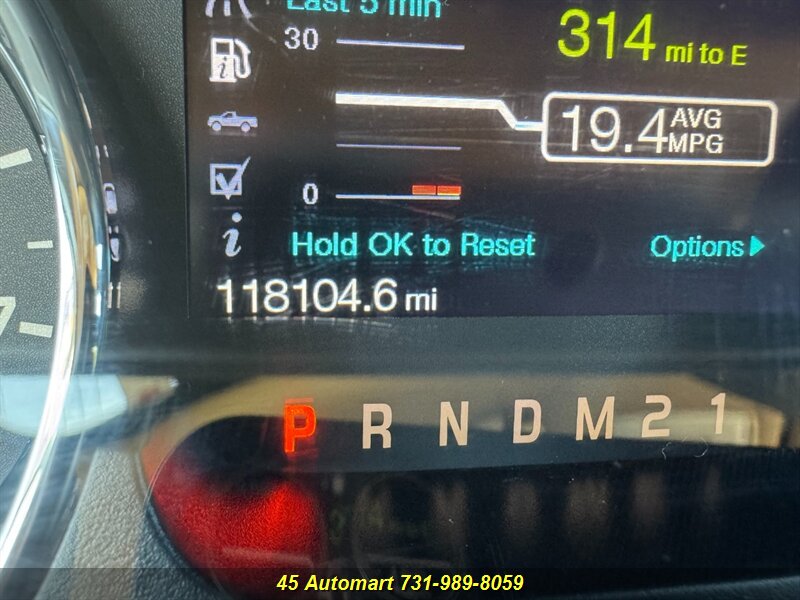 Last 5 min
30
314 mi to E
19.4 AVG MPG
0
Hold OK to Reset
Options
118104.6 mi
P R N D M 2 1
45 Automart 731-989-8059